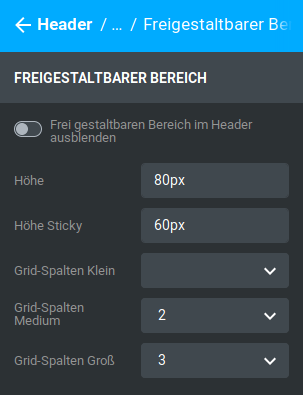 Header / ... / Freigestaltbarer Be
FREIGESTALTBARER BEREICH
Frei gestaltbaren Bereich im Header
ausblenden
Höhe 80px
Höhe Sticky 60px
Grid-Spalten Klein
Grid-Spalten
Medium 2
Grid-Spalten Groß 3